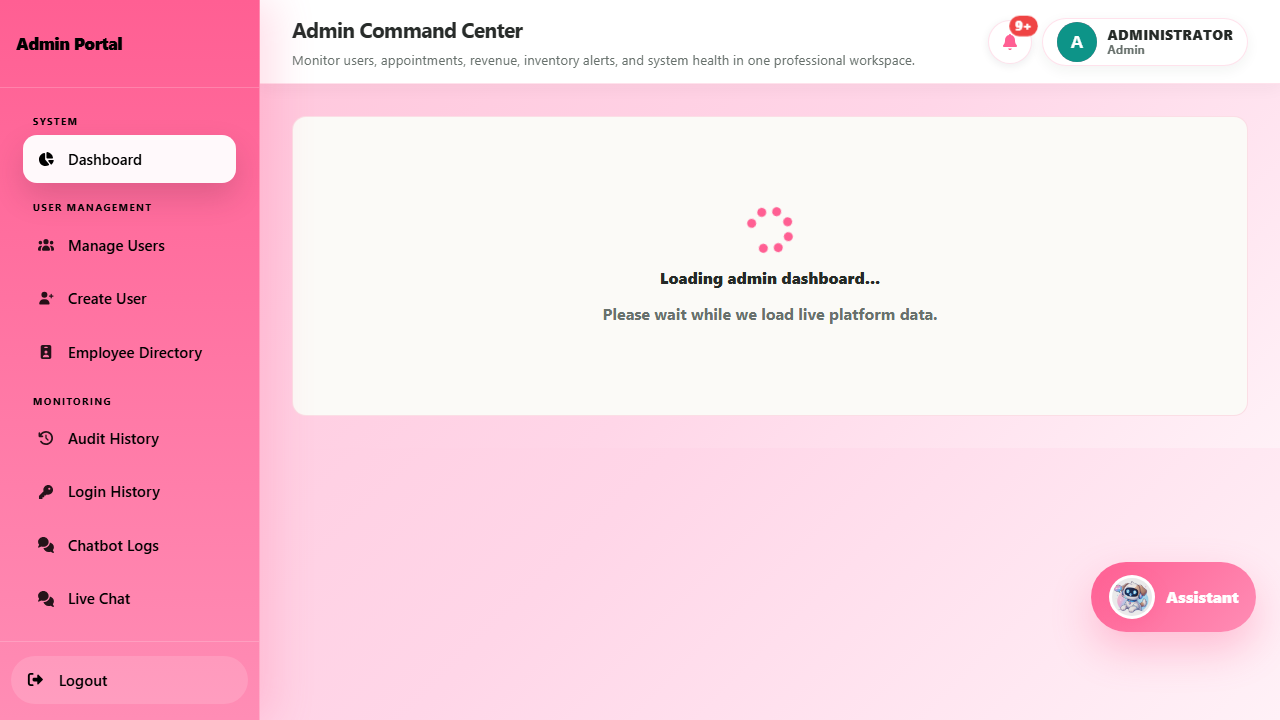 Admin Portal
SYSTEM
Dashboard
USER MANAGEMENT
Manage Users
Create User
Employee Directory
MONITORING
Audit History
Login History
Chatbot Logs
Live Chat
Logout
Admin Command Center
Monitor users, appointments, revenue, inventory alerts, and system health in one professional workspace.
9+
A
ADMINISTRATOR
Admin
Loading admin dashboard...
Please wait while we load live platform data.
Assistant